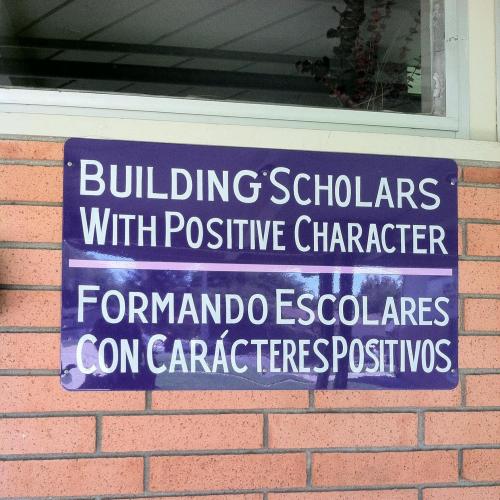 BUILDING SCHOLARS
WITH POSITIVE CHARACTER
FORMANDO ESCOLARES
CON CARÁCTERES POSITIVOS